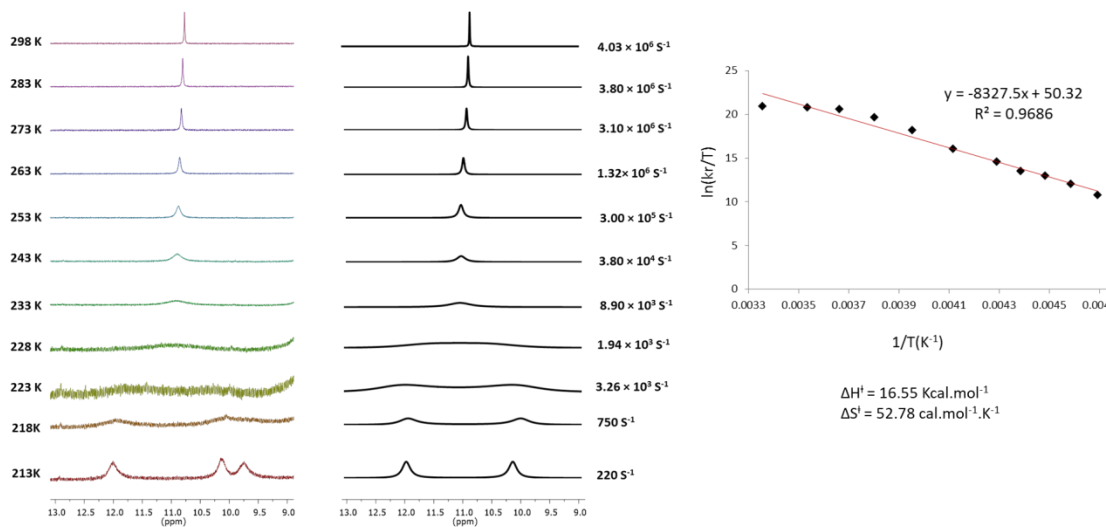 298 K
283 K
273 K
263 K
253 K
243 K
233 K
228 K
223 K
218K
213K
13.0 12.5 12.0 11.5 11.0 10.5 10.0 9.5 9.0
(ppm)
4.03 × 10⁶ S⁻¹
3.80 × 10⁶ S⁻¹
3.10 × 10⁶ S⁻¹
1.32× 10⁶ S⁻¹
3.00 × 10⁵ S⁻¹
3.80 × 10⁴ S⁻¹
8.90 × 10³ S⁻¹
1.94 × 10³ S⁻¹
3.26 × 10³ S⁻¹
750 S⁻¹
220 S⁻¹
13.0 12.5 12.0 11.5 11.0 10.5 10.0 9.5 9.0
(ppm)
ln(kr/T)
25
20
15
10
5
0
y = -8327.5x + 50.32
R² = 0.9686
0.0033 0.0035 0.0037 0.0039 0.0041 0.0043 0.0045 0.004
1/T(K⁻¹)
ΔH‡ = 16.55 Kcal.mol⁻¹
ΔS‡ = 52.78 cal.mol⁻¹.K⁻¹